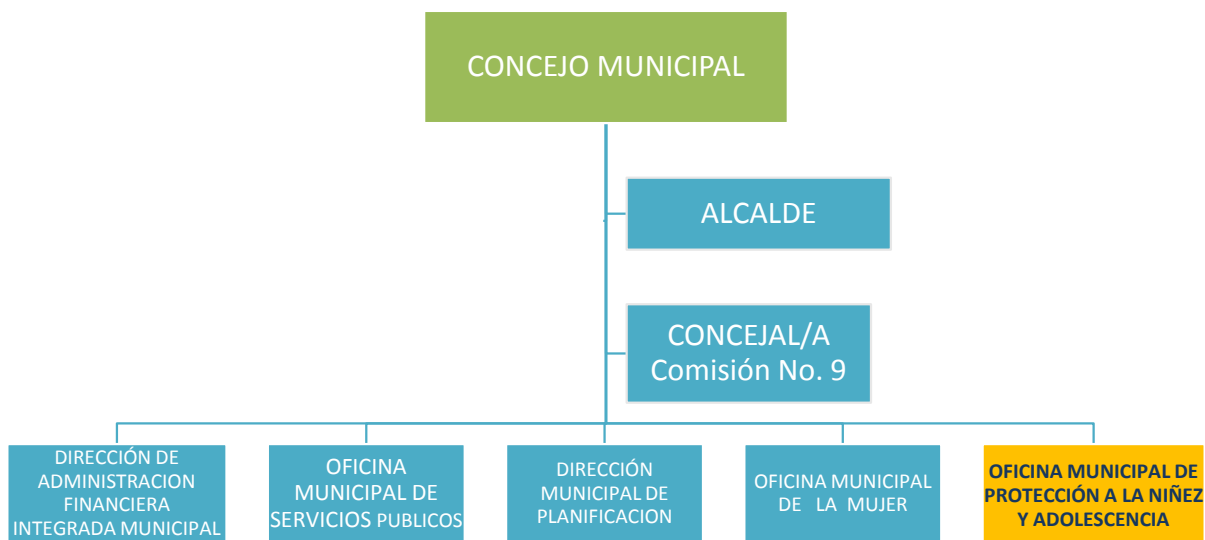 CONCEJO MUNICIPAL
ALCALDE
CONCEJAL/A
Comisión No. 9
DIRECCIÓN DE
ADMINISTRACION
FINANCIERA
INTEGRADA MUNICIPAL
OFICINA
MUNICIPAL DE
SERVICIOS PUBLICOS
DIRECCIÓN
MUNICIPAL DE
PLANIFICACION
OFICINA MUNICIPAL
DE LA MUJER
OFICINA MUNICIPAL DE
PROTECCIÓN A LA NIÑEZ
Y ADOLESCENCIA